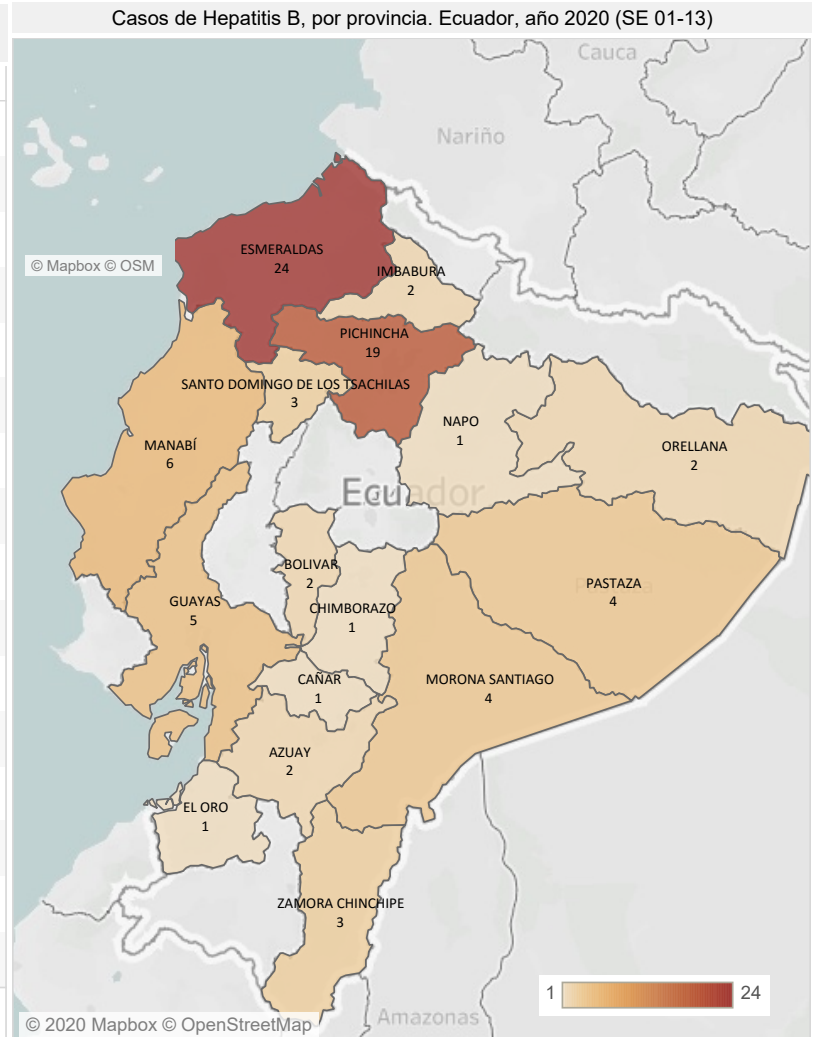 Casos de Hepatitis B, por provincia. Ecuador, año 2020 (SE 01-13)
Cauca
Nariño
ESMERALDAS
24
© Mapbox © OSM
IMBABURA
2
PICHINCHA
19
SANTO DOMINGO DE LOS TSACHILAS
3
MANABÍ
6
NAPO
1
ORELLANA
2
Ecuador
BOLIVAR
2
PASTAZA
4
GUAYAS
5
CHIMBORAZO
1
CAÑAR
1
MORONA SANTIAGO
4
AZUAY
2
EL ORO
1
ZAMORA CHINCHIPE
3
1
24
© 2020 Mapbox © OpenStreetMap
Amazonas